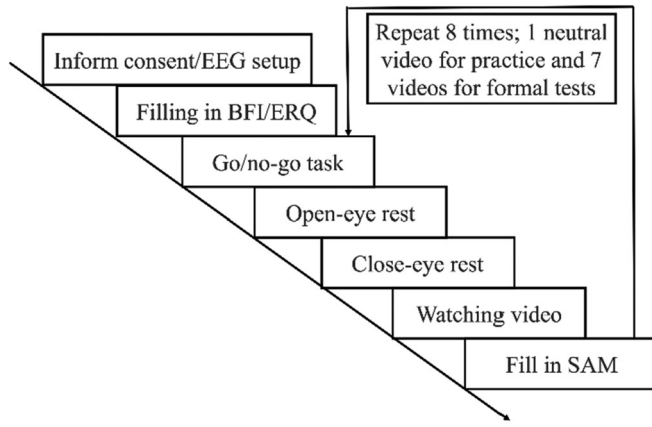 Inform consent/EEG setup
Repeat 8 times; 1 neutral
video for practice and 7
videos for formal tests
Filling in BFI/ERQ
Go/no-go task
Open-eye rest
Close-eye rest
Watching video
Fill in SAM